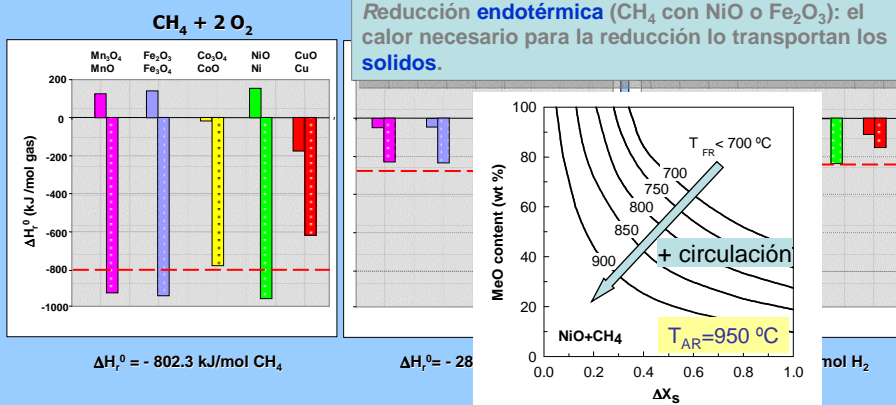 Reducción endotérmica (CH₄ con NiO o Fe₂O₃): el
calor necesario para la reducción lo transportan los
solidos.
CH₄ + 2 O₂
Mn₃O₄ Fe₂O₃ Co₃O₄ NiO CuO
MnO Fe₃O₄ CoO Ni Cu
200
0
-200
-400
-600
-800
-1000
ΔHᵣ⁰ (kJ /mol gas)
ΔHᵣ⁰ = - 802.3 kJ/mol CH₄
ΔHᵣ⁰= - 28
mol H₂
100
80
60
40
20
0
MeO content (wt %)
T FR < 700 ºC
700
750
800
850
900
+ circulación
NiO+CH₄
T_AR=950 ºC
0.0 0.2 0.4 0.6 0.8 1.0
ΔXₛ